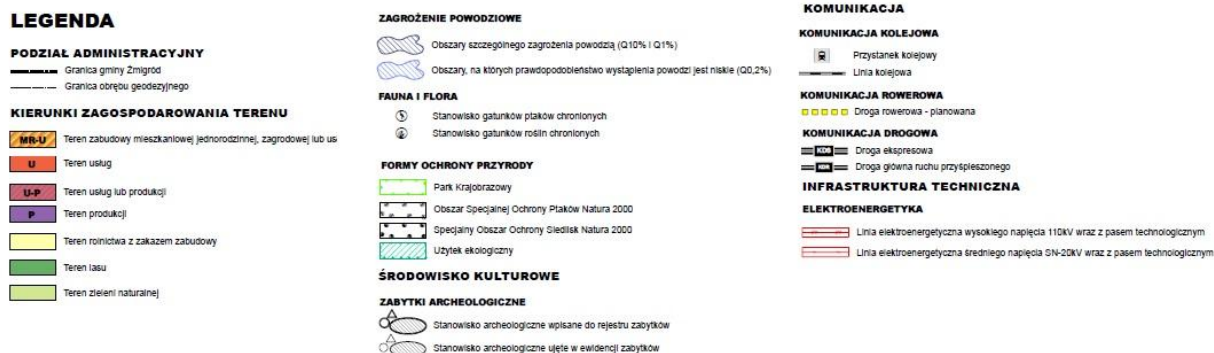 LEGENDA
PODZIAŁ ADMINISTRACYJNY
Granica gminy Żmigród
Granica obrębu geodezyjnego
KIERUNKI ZAGOSPODAROWANIA TERENU
MR-U Teren zabudowy mieszkaniowej jednorodzinnej, zagrodowej lub us
U Teren usług
U-P Teren usług lub produkcji
P Teren produkcji
Teren rolnictwa z zakazem zabudowy
Teren lasu
Teren zieleni naturalnej
ZAGROŻENIE POWODZIOWE
Obszary szczególnego zagrożenia powodzią (Q10% i Q1%)
Obszary, na których prawdopodobieństwo wystąpienia powodzi jest niskie (Q0,2%)
FAUNA I FLORA
Stanowisko gatunków ptaków chronionych
Stanowisko gatunków roślin chronionych
FORMY OCHRONY PRZYRODY
Park Krajobrazowy
Obszar Specjalnej Ochrony Ptaków Natura 2000
Specjalny Obszar Ochrony Siedlisk Natura 2000
Użytek ekologiczny
ŚRODOWISKO KULTUROWE
ZABYTKI ARCHEOLOGICZNE
Stanowisko archeologiczne wpisane do rejestru zabytków
Stanowisko archeologiczne ujęte w ewidencji zabytków
KOMUNIKACJA
KOMUNIKACJA KOLEJOWA
Przystanek kolejowy
Linia kolejowa
KOMUNIKACJA ROWEROWA
Droga rowerowa - planowana
KOMUNIKACJA DROGOWA
Droga ekspresowa
Droga główna ruchu przyśpieszonego
INFRASTRUKTURA TECHNICZNA
ELEKTROENERGETYKA
Linia elektroenergetyczna wysokiego napięcia 110kV wraz z pasem technologicznym
Linia elektroenergetyczna średniego napięcia SN-20kV wraz z pasem technologicznym